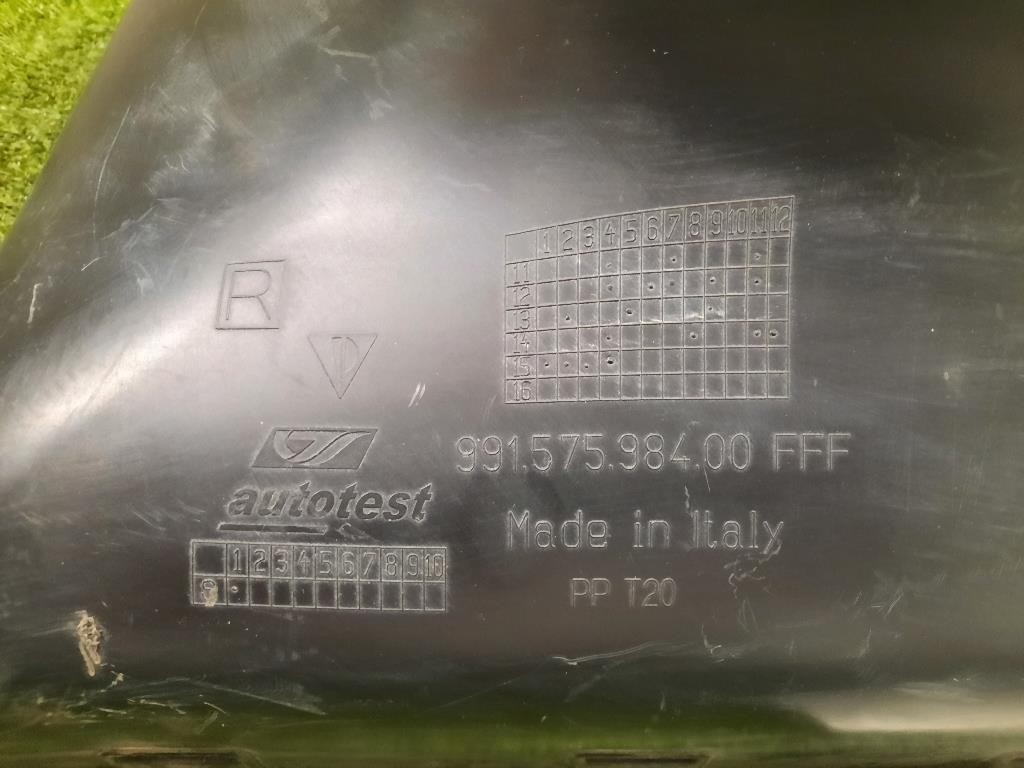 1 2 3 4 5 6 7 8 9 10 11 12
11
12
13
14
15
16
R
D
991.575.984.00 FFF
autotest
Made in Italy
1 2 3 4 5 6 7 8 9 10
PP T20